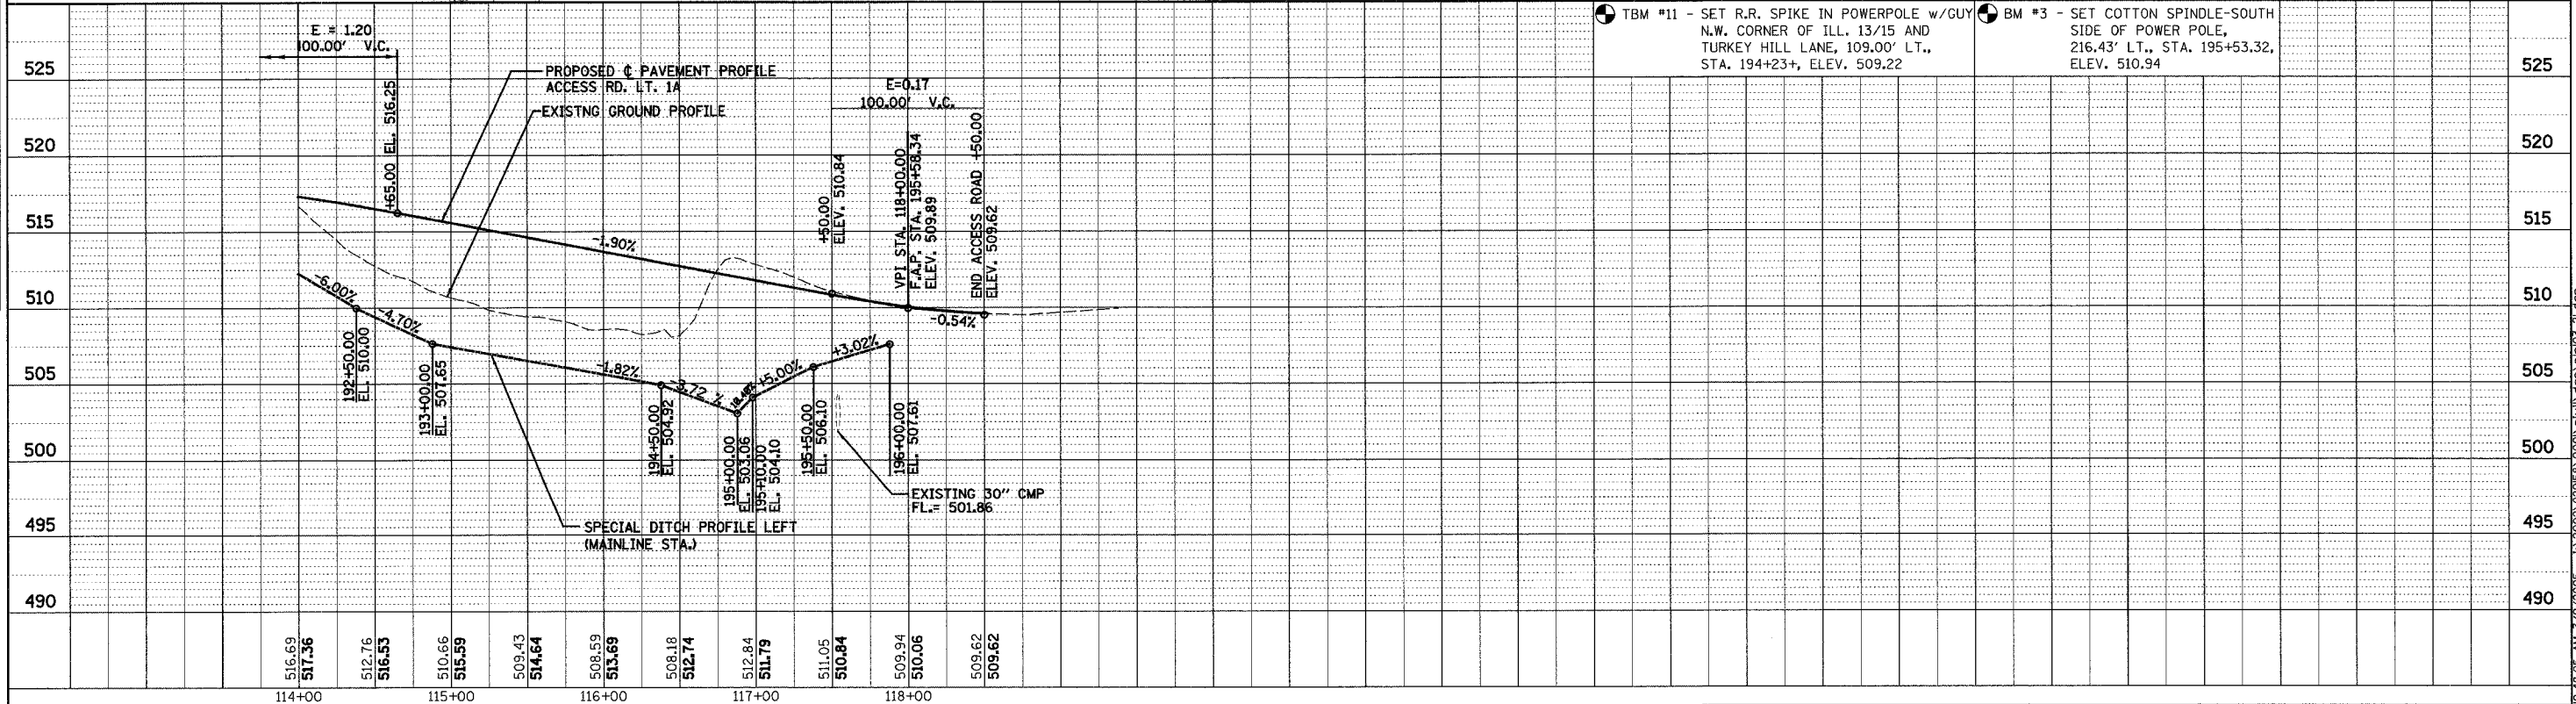 TBM #11 - SET R.R. SPIKE IN POWERPOLE w/GUY
N.W. CORNER OF ILL. 13/15 AND
TURKEY HILL LANE, 109.00' LT.,
STA. 194+23+, ELEV. 509.22
BM #3 - SET COTTON SPINDLE-SOUTH
SIDE OF POWER POLE,
216.43' LT., STA. 195+53.32,
ELEV. 510.94
E = 1.20
100.00' V.C.
+65.00 EL. 516.25
PROPOSED ℄ PAVEMENT PROFILE
ACCESS RD. LT. 1A
EXISTNG GROUND PROFILE
E=0.17
100.00' V.C.
+50.00
ELEV. 510.84
VPI STA. 118+00.00
F.A.P. STA. 195+58.34
ELEV. 509.89
END ACCESS ROAD +50.00
ELEV. 509.62
525
520
515
510
505
500
495
490
525
520
515
510
505
500
495
490
-1.90%
-0.54%
-6.00%
-4.70%
-1.82%
-3.72 %
+5.00%
+3.02%
192+50.00
EL. 510.00
193+00.00
EL. 507.65
194+50.00
EL. 504.92
195+00.00
EL. 503.06
195+10.00
EL. 504.10
195+50.00
EL. 506.10
196+00.00
EL. 507.61
EXISTING 30" CMP
FL.= 501.86
SPECIAL DITCH PROFILE LEFT
(MAINLINE STA.)
516.69
517.36
512.76
516.53
510.66
515.59
509.43
514.64
508.59
513.69
508.18
512.74
512.84
511.79
511.05
510.84
509.94
510.06
509.62
509.62
114+00
115+00
116+00
117+00
118+00